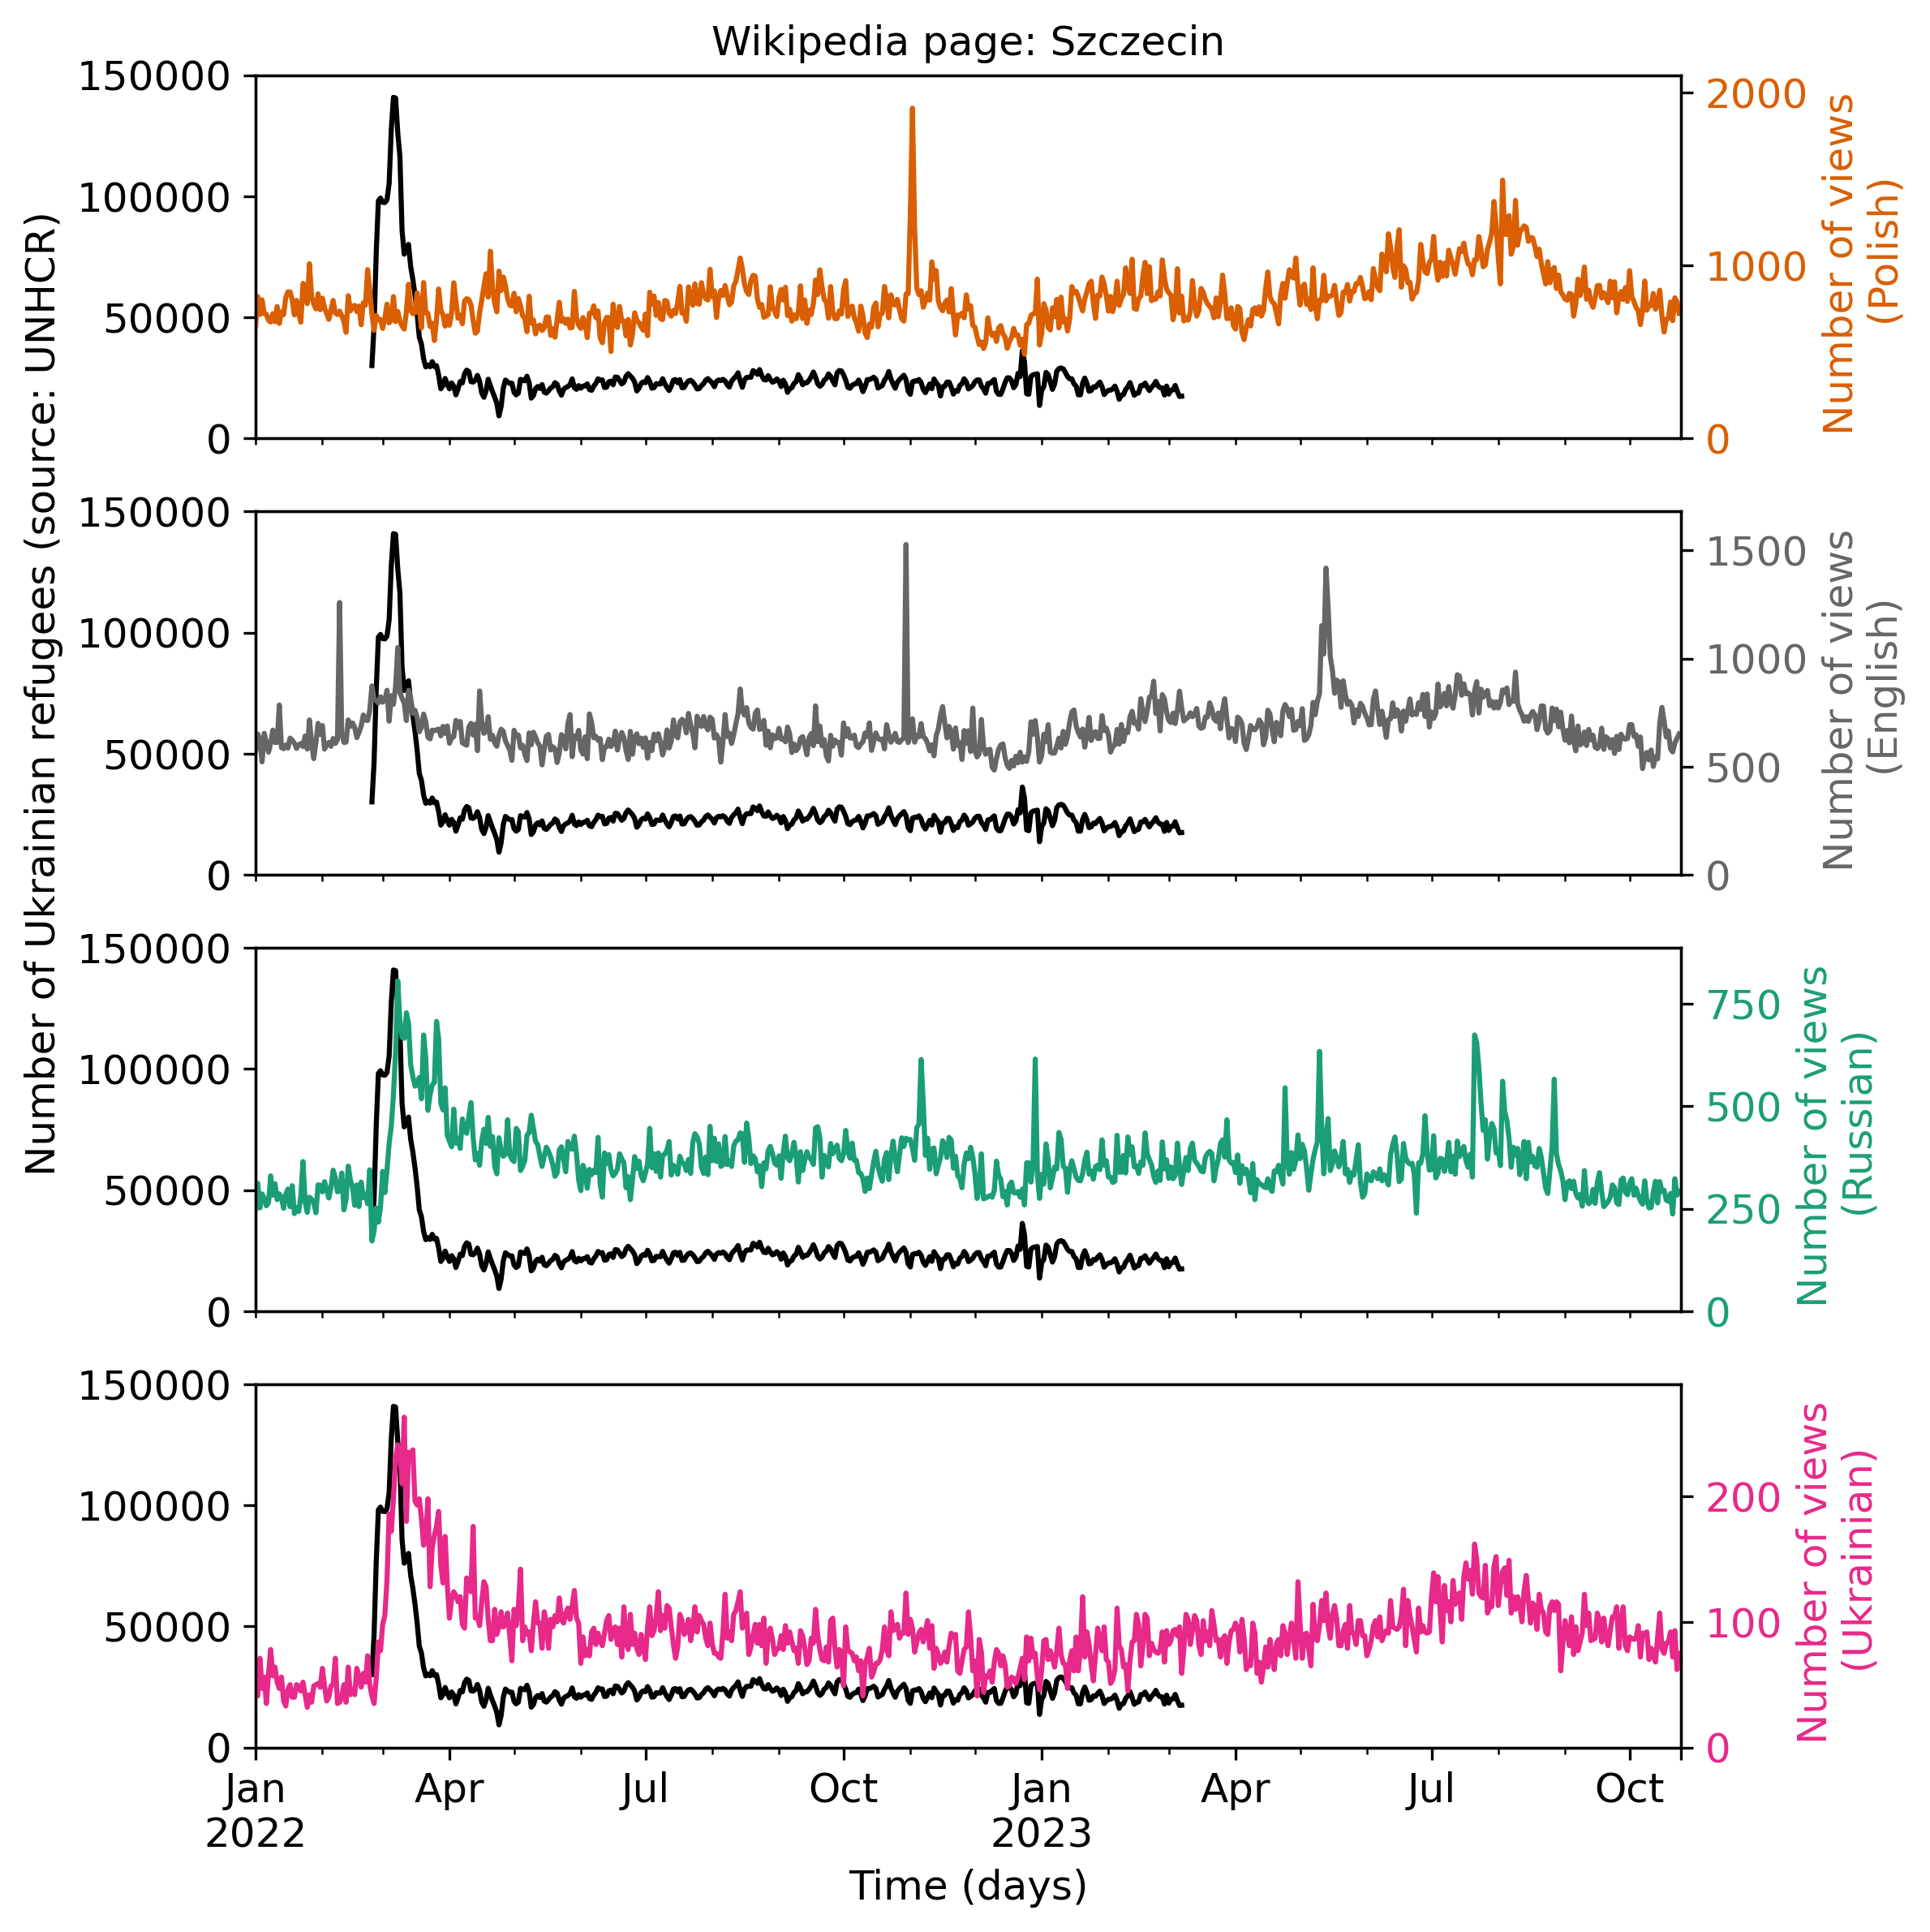 Wikipedia page: Szczecin
Number of Ukrainian refugees (source: UNHCR)
150000
100000
50000
0
2000
1000
0
Number of views
(Polish)
150000
100000
50000
0
1500
1000
500
0
Number of views
(English)
150000
100000
50000
0
750
500
250
0
Number of views
(Russian)
150000
100000
50000
0
200
100
0
Number of views
(Ukrainian)
Jan Apr Jul Oct Jan Apr Jul Oct
2022 2023
Time (days)